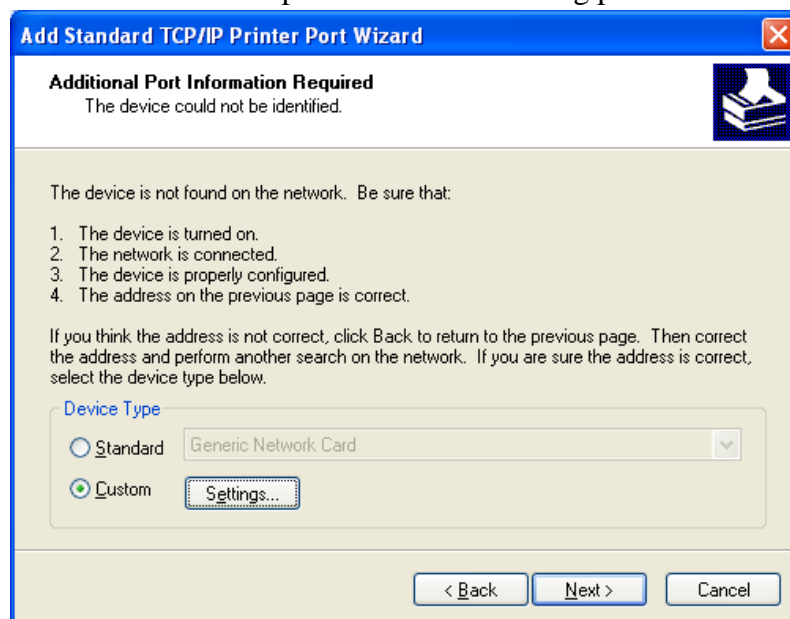 Add Standard TCP/IP Printer Port Wizard
Additional Port Information Required
The device could not be identified.
The device is not found on the network.  Be sure that:
1.  The device is turned on.
2.  The network is connected.
3.  The device is properly configured.
4.  The address on the previous page is correct.
If you think the address is not correct, click Back to return to the previous page.  Then correct
the address and perform another search on the network.  If you are sure the address is correct,
select the device type below.
Device Type
Standard
Generic Network Card
Custom
Settings...
< Back
Next >
Cancel